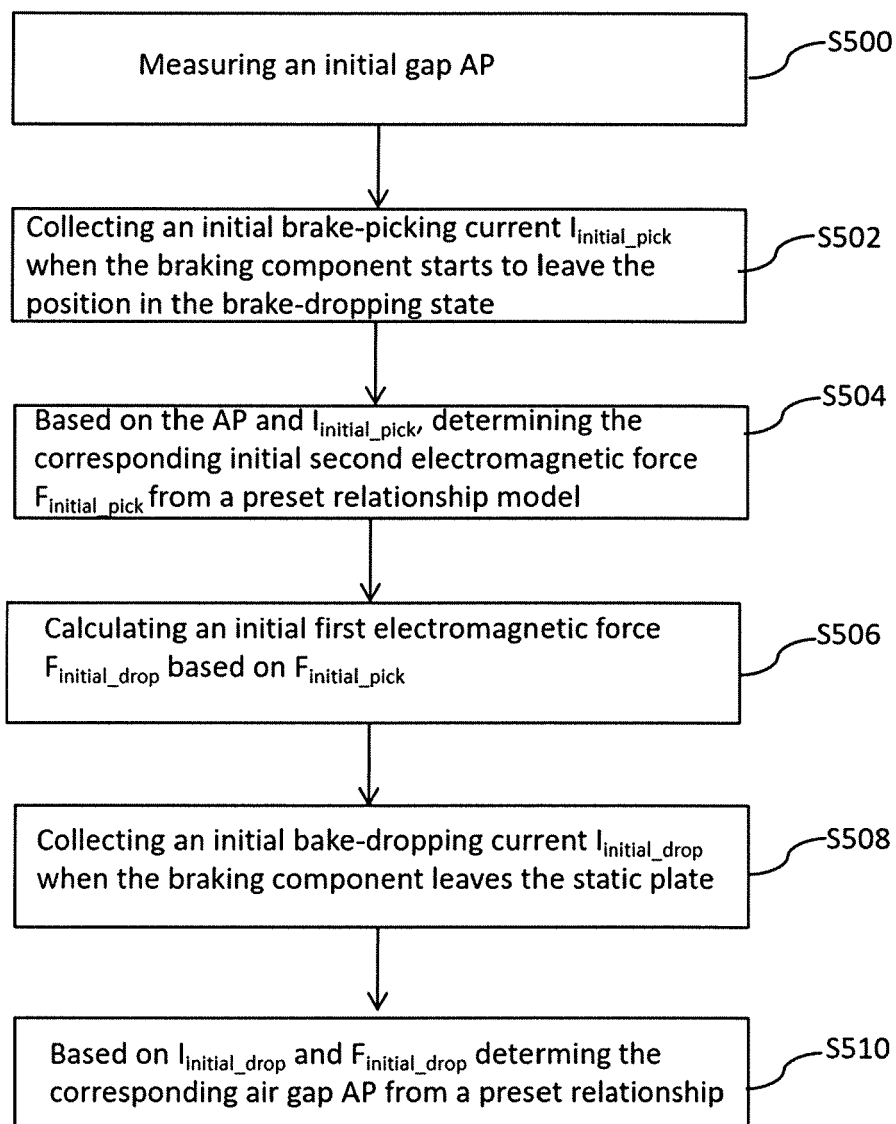 Measuring an initial gap AP
S500
Collecting an initial brake-picking current I_initial_pick
when the braking component starts to leave the
position in the brake-dropping state
S502
Based on the AP and I_initial_pick, determining the
corresponding initial second electromagnetic force
F_initial_pick from a preset relationship model
S504
Calculating an initial first electromagnetic force
F_initial_drop based on F_initial_pick
S506
Collecting an initial bake-dropping current I_initial_drop
when the braking component leaves the static plate
S508
Based on I_initial_drop and F_initial_drop determing the
corresponding air gap AP from a preset relationship
S510